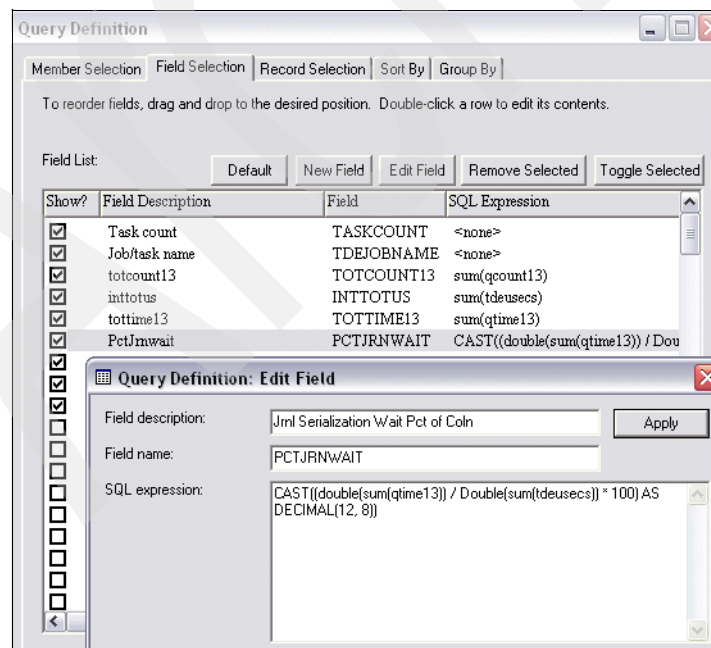 Query Definition
Member Selection Field Selection Record Selection Sort By Group By
To reorder fields, drag and drop to the desired position. Double-click a row to edit its contents.
Field List: Default New Field Edit Field Remove Selected Toggle Selected
Show? Field Description Field SQL Expression
Task count TASKCOUNT <none>
Job/task name TDEJOBNAME <none>
totcount13 TOTCOUNT13 sum(qcount13)
inttotus INTTOTUS sum(tdeusecs)
tottime13 TOTTIME13 sum(qtime13)
PctJrnwait PCTJRNWAIT CAST((double(sum(qtime13)) / Dou
Query Definition: Edit Field
Field description: Jrnl Serialization Wait Pct of Coln Apply
Field name: PCTJRNWAIT
SQL expression: CAST((double(sum(qtime13)) / Double(sum(tdeusecs)) * 100) AS
DECIMAL(12, 8))